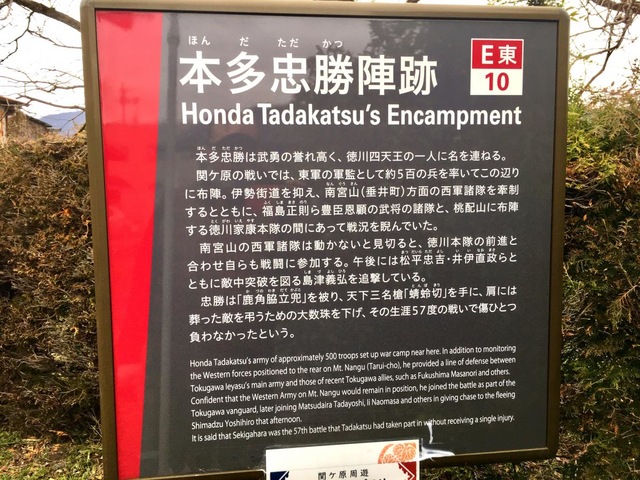 ほん だ ただ かつ
本多忠勝陣跡
E東
10
Honda Tadakatsu's Encampment
本多忠勝は武勇の誉れ高く、徳川四天王の一人に名を連ねる。
関ケ原の戦いでは、東軍の軍監として約5百の兵を率いてこの辺り
に布陣。伊勢街道を抑え、南宮山(垂井町)方面の西軍諸隊を牽制
するとともに、福島正則ら豊臣恩顧の武将の諸隊と、桃配山に布陣
する徳川家康本隊の間にあって戦況を睨んでいた。
南宮山の西軍諸隊は動かないと見切ると、徳川本隊の前進と
合わせ自らも戦闘に参加する。午後には松平忠吉・井伊直政らと
ともに敵中突破を図る島津義弘を追撃している。
忠勝は「鹿角脇立兜」を被り、天下三名槍「蜻蛉切」を手に、肩には
葬った敵を弔うための大数珠を下げ、その生涯57度の戦いで傷ひとつ
負わなかったという。
Honda Tadakatsu's army of approximately 500 troops set up war camp near here. In addition to monitoring
the Western forces positioned to the rear on Mt. Nangu (Tarui-cho), he provided a line of defense between
Tokugawa Ieyasu's main army and those of recent Tokugawa allies, such as Fukushima Masanori and others.
Confident that the Western Army on Mt. Nangu would remain in position, he joined the battle as part of the
Tokugawa vanguard, later joining Matsudaira Tadayoshi, Ii Naomasa and others in giving chase to the fleeing
Shimadzu Yoshihiro that afternoon.
It is said that Sekigahara was the 57th battle that Tadakatsu had taken part in without receiving a single injury.
関ケ原周遊